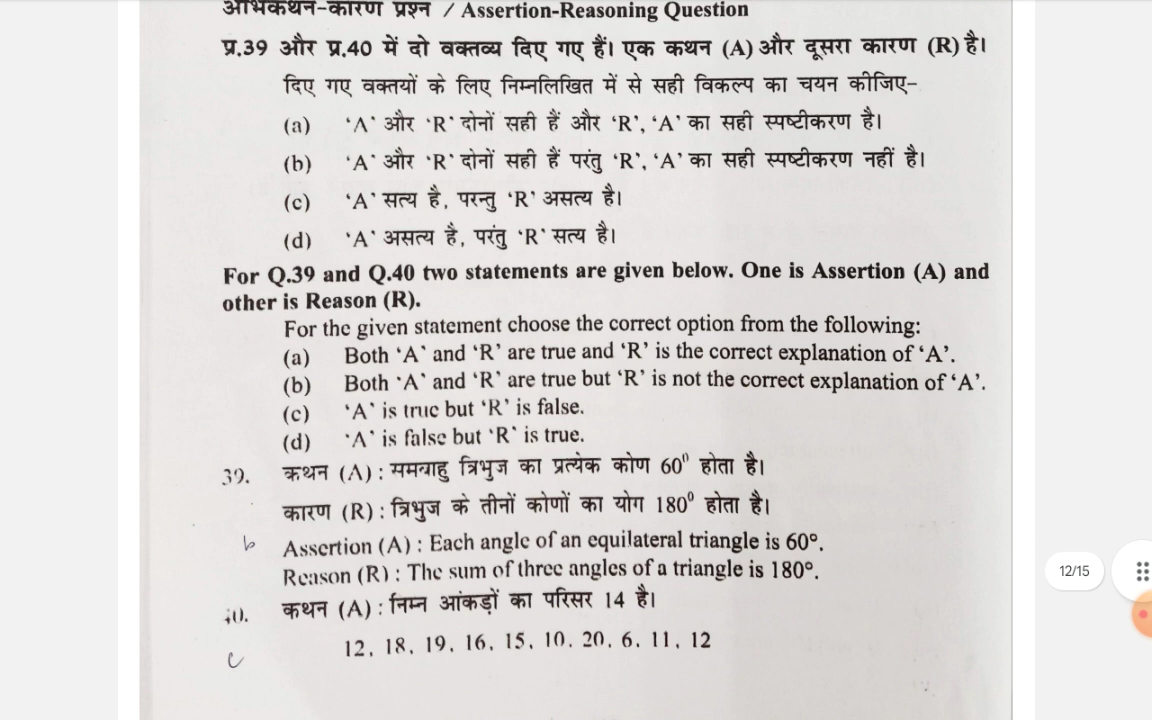 अभिकथन-कारण प्रश्न / Assertion-Reasoning Question
प्र.39 और प्र.40 में दो वक्तव्य दिए गए हैं। एक कथन (A) और दूसरा कारण (R) है।
दिए गए वक्तयों के लिए निम्नलिखित में से सही विकल्प का चयन कीजिए-
(a) 'A' और 'R' दोनों सही हैं और 'R', 'A' का सही स्पष्टीकरण है।
(b) 'A' और 'R' दोनों सही हैं परंतु 'R', 'A' का सही स्पष्टीकरण नहीं है।
(c) 'A' सत्य है, परन्तु 'R' असत्य है।
(d) 'A' असत्य है, परंतु 'R' सत्य है।
For Q.39 and Q.40 two statements are given below. One is Assertion (A) and
other is Reason (R).
For the given statement choose the correct option from the following:
(a) Both 'A' and 'R' are true and 'R' is the correct explanation of 'A'.
(b) Both 'A' and 'R' are true but 'R' is not the correct explanation of 'A'.
(c) 'A' is true but 'R' is false.
(d) 'A' is false but 'R' is true.
39. कथन (A) : समबाहु त्रिभुज का प्रत्येक कोण 60⁰ होता है।
कारण (R) : त्रिभुज के तीनों कोणों का योग 180⁰ होता है।
b Assertion (A) : Each angle of an equilateral triangle is 60°.
Reason (R) : The sum of three angles of a triangle is 180°.
40. कथन (A) : निम्न आंकड़ों का परिसर 14 है।
c 12, 18, 19, 16, 15, 10, 20, 6, 11, 12
12/15